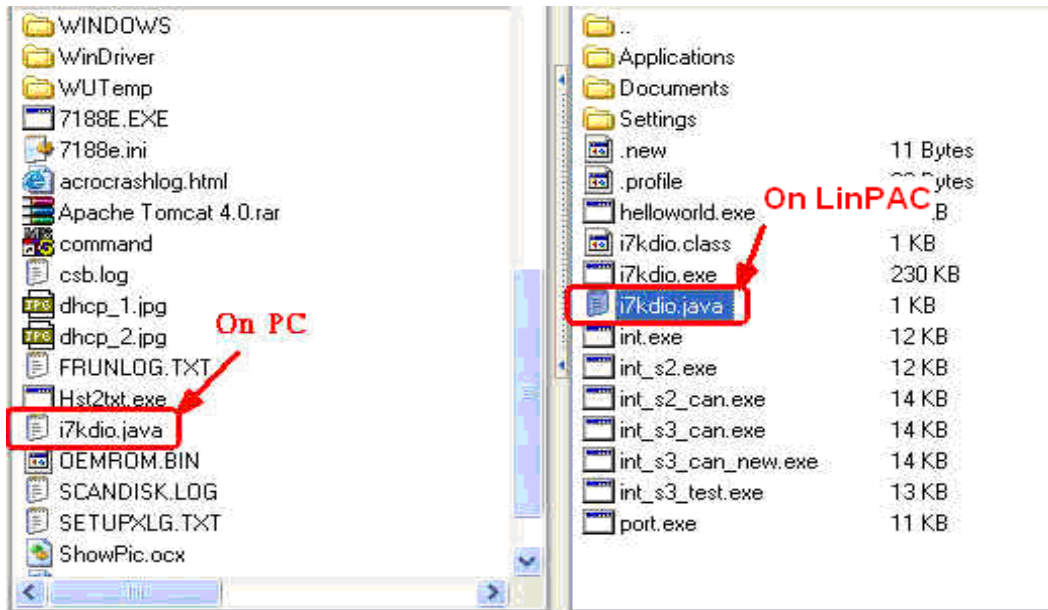 WINDOWS
WinDriver
WUTemp
7188E.EXE
7188e.ini
acrocrashlog.html
Apache Tomcat 4.0.rar
command
csb.log
dhcp_1.jpg
dhcp_2.jpg
On PC
FRUNLOG.TXT
Hst2txt.exe
i7kdio.java
OEMROM.BIN
SCANDISK.LOG
SETUPXLG.TXT
ShowPic.ocx
..
Applications
Documents
Settings
.new 11 Bytes
.profile ytes
On LinPAC
helloworld.exe B
i7kdio.class 1 KB
i7kdio.exe 230 KB
i7kdio.java 1 KB
int.exe 12 KB
int_s2.exe 12 KB
int_s2_can.exe 14 KB
int_s3_can.exe 14 KB
int_s3_can_new.exe 14 KB
int_s3_test.exe 13 KB
port.exe 11 KB